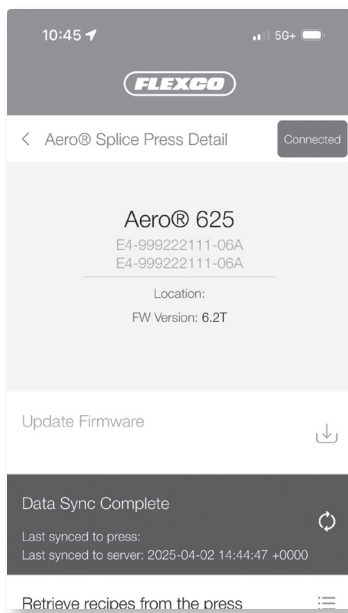 10:45
5G+
FLEXCO
< Aero® Splice Press Detail
Connected
Aero® 625
E4-999222111-06A
E4-999222111-06A
Location:
FW Version: 6.2T
Update Firmware
Data Sync Complete
Last synced to press:
Last synced to server: 2025-04-02 14:44:47 +0000
Retrieve recipes from the press